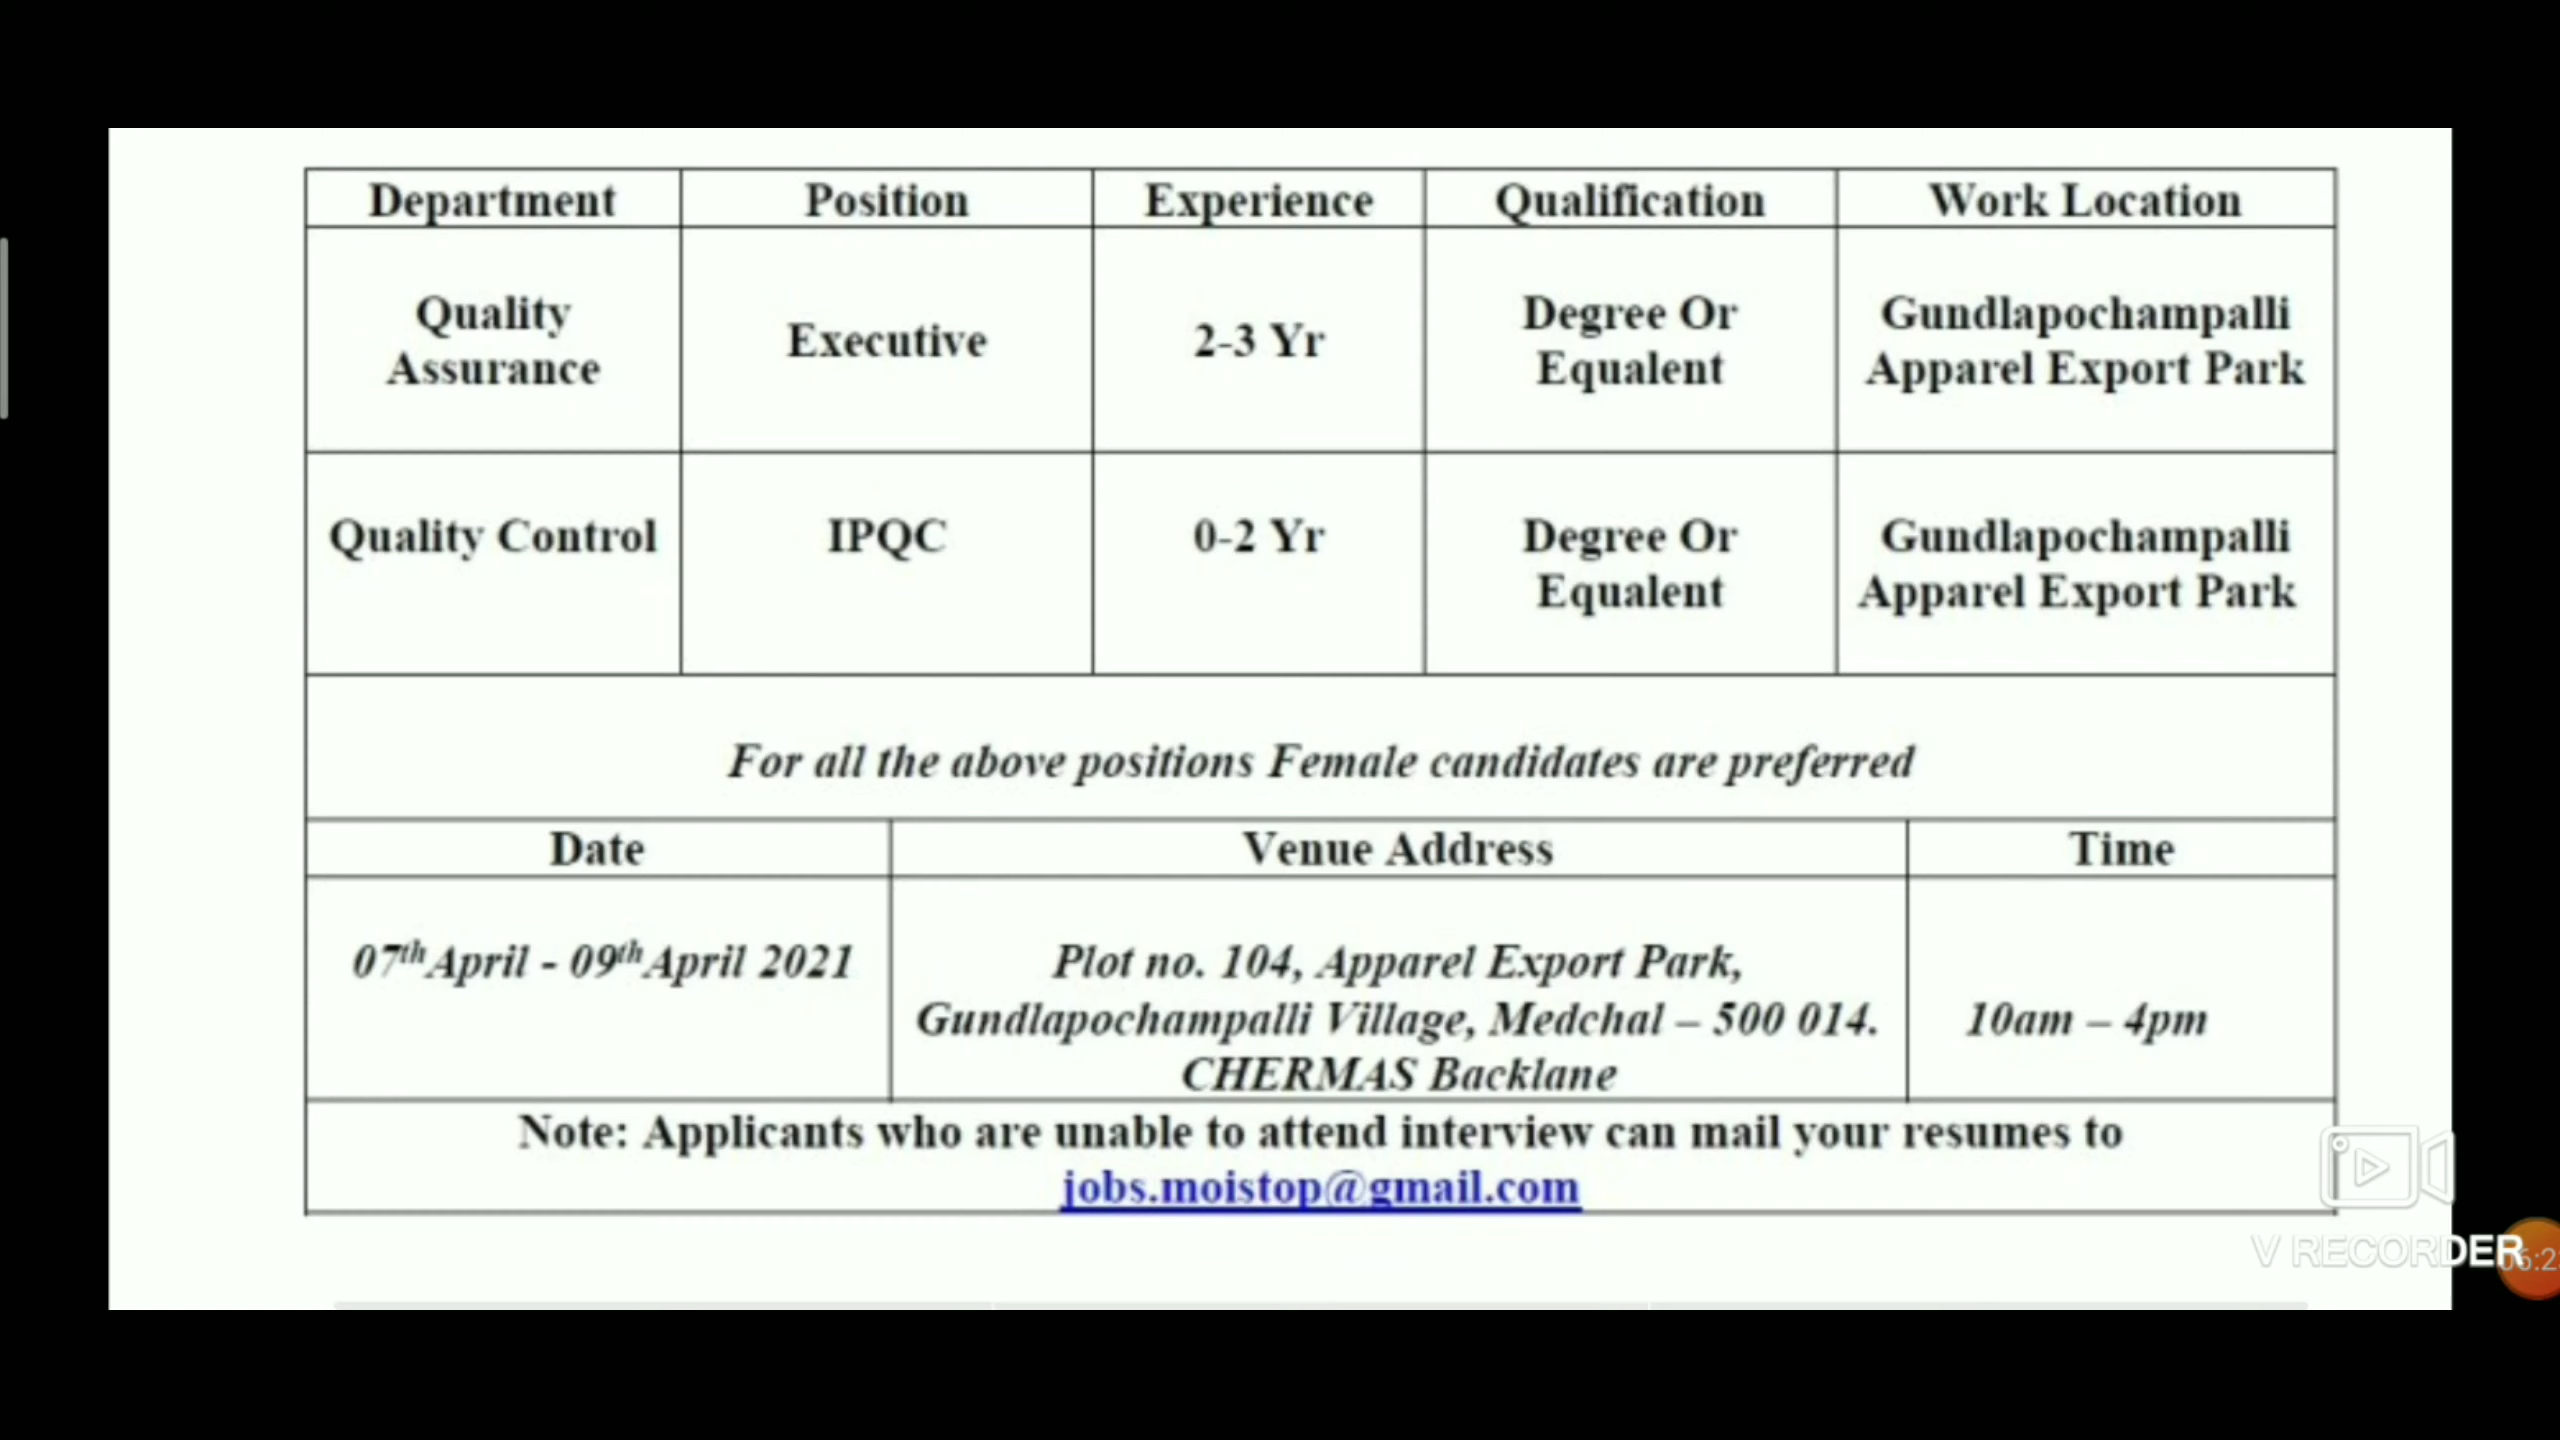 Department Position Experience Qualification Work Location
Quality Assurance Executive 2-3 Yr Degree Or Equalent Gundlapochampalli Apparel Export Park
Quality Control IPQC 0-2 Yr Degree Or Equalent Gundlapochampalli Apparel Export Park
For all the above positions Female candidates are preferred
Date Venue Address Time
07th April - 09th April 2021
Plot no. 104, Apparel Export Park,
Gundlapochampalli Village, Medchal – 500 014.
CHERMAS Backlane
10am – 4pm
Note: Applicants who are unable to attend interview can mail your resumes to
jobs.moistop@gmail.com
V RECORDER